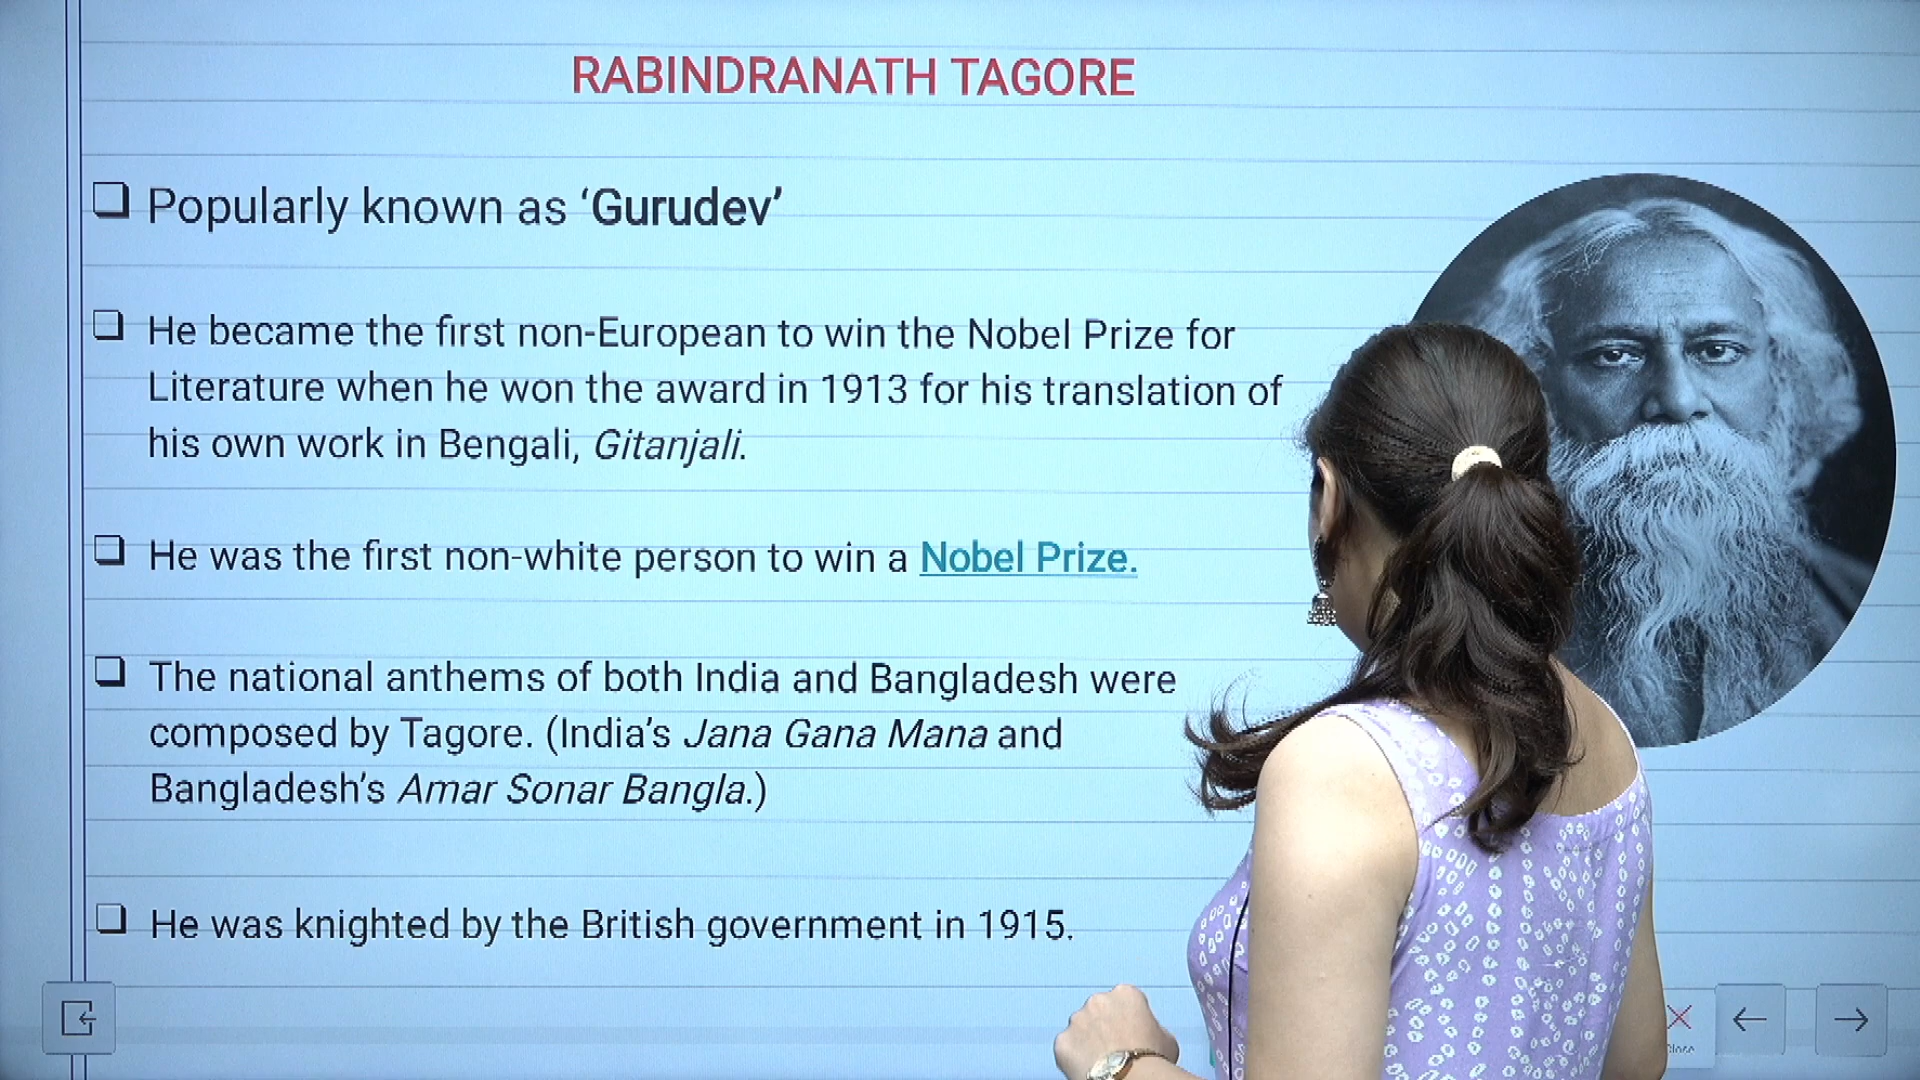 RABINDRANATH TAGORE
Popularly known as ‘Gurudev’
He became the first non-European to win the Nobel Prize for
Literature when he won the award in 1913 for his translation of
his own work in Bengali, Gitanjali.
He was the first non-white person to win a Nobel Prize.
The national anthems of both India and Bangladesh were
composed by Tagore. (India’s Jana Gana Mana and
Bangladesh’s Amar Sonar Bangla.)
He was knighted by the British government in 1915.
Close